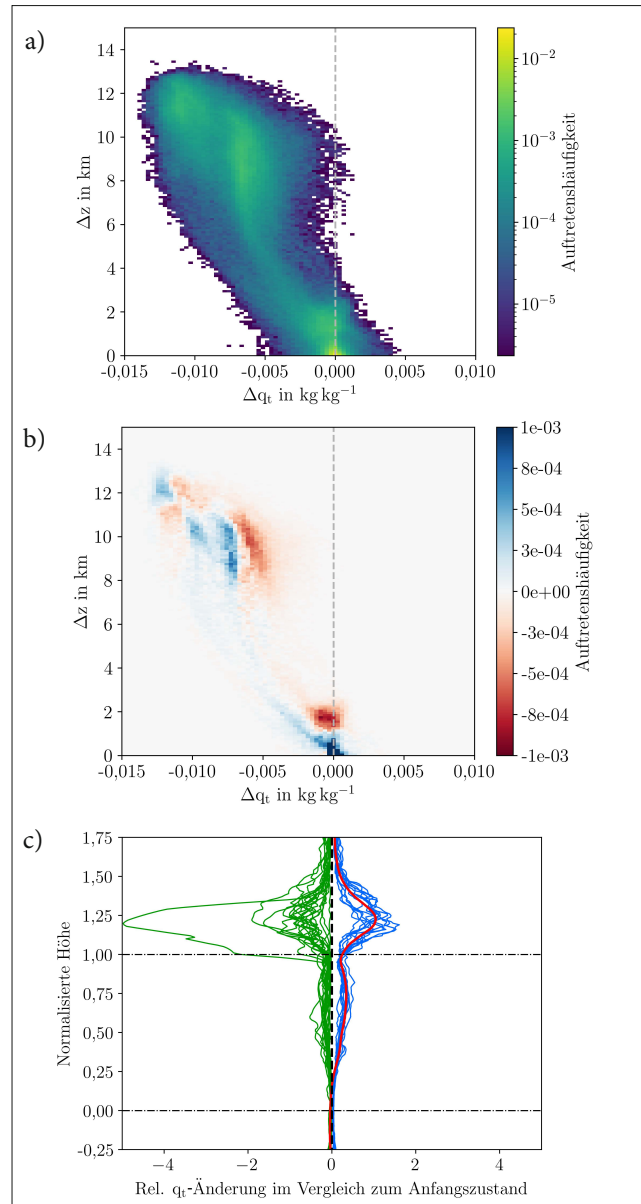 a)
14
12
10
8
6
4
2
0
Δz in km
-0,015 -0,010 -0,005 0,000 0,005 0,010
Δqt in kg kg⁻¹
10⁻²
10⁻³
10⁻⁴
10⁻⁵
Auftretenshäufigkeit
b)
14
12
10
8
6
4
2
0
Δz in km
-0.015 -0,010 -0,005 0,000 0,005 0,010
Δqt in kg kg⁻¹
1e-03
8e-04
5e-04
3e-04
0e+00
-3e-04
-5e-04
-8e-04
-1e-03
Auftretenshäufigkeit
c)
1,75
1,50
1,25
1,00
0,75
0,50
0,25
0,00
-0,25
Normalisierte Höhe
−4 −2 0 2 4
Rel. qt-Änderung im Vergleich zum Anfangszustand